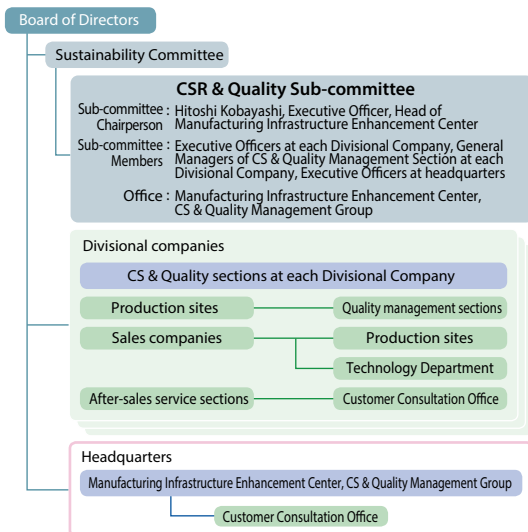 Board of Directors
Sustainability Committee
CSR & Quality Sub-committee
Sub-committee Chairperson : Hitoshi Kobayashi, Executive Officer, Head of
Manufacturing Infrastructure Enhancement Center
Sub-committee Members : Executive Officers at each Divisional Company, General
Managers of CS & Quality Management Section at each
Divisional Company, Executive Officers at headquarters
Office : Manufacturing Infrastructure Enhancement Center,
CS & Quality Management Group
Divisional companies
CS & Quality sections at each Divisional Company
Production sites
Quality management sections
Sales companies
Production sites
Technology Department
After-sales service sections
Customer Consultation Office
Headquarters
Manufacturing Infrastructure Enhancement Center, CS & Quality Management Group
Customer Consultation Office